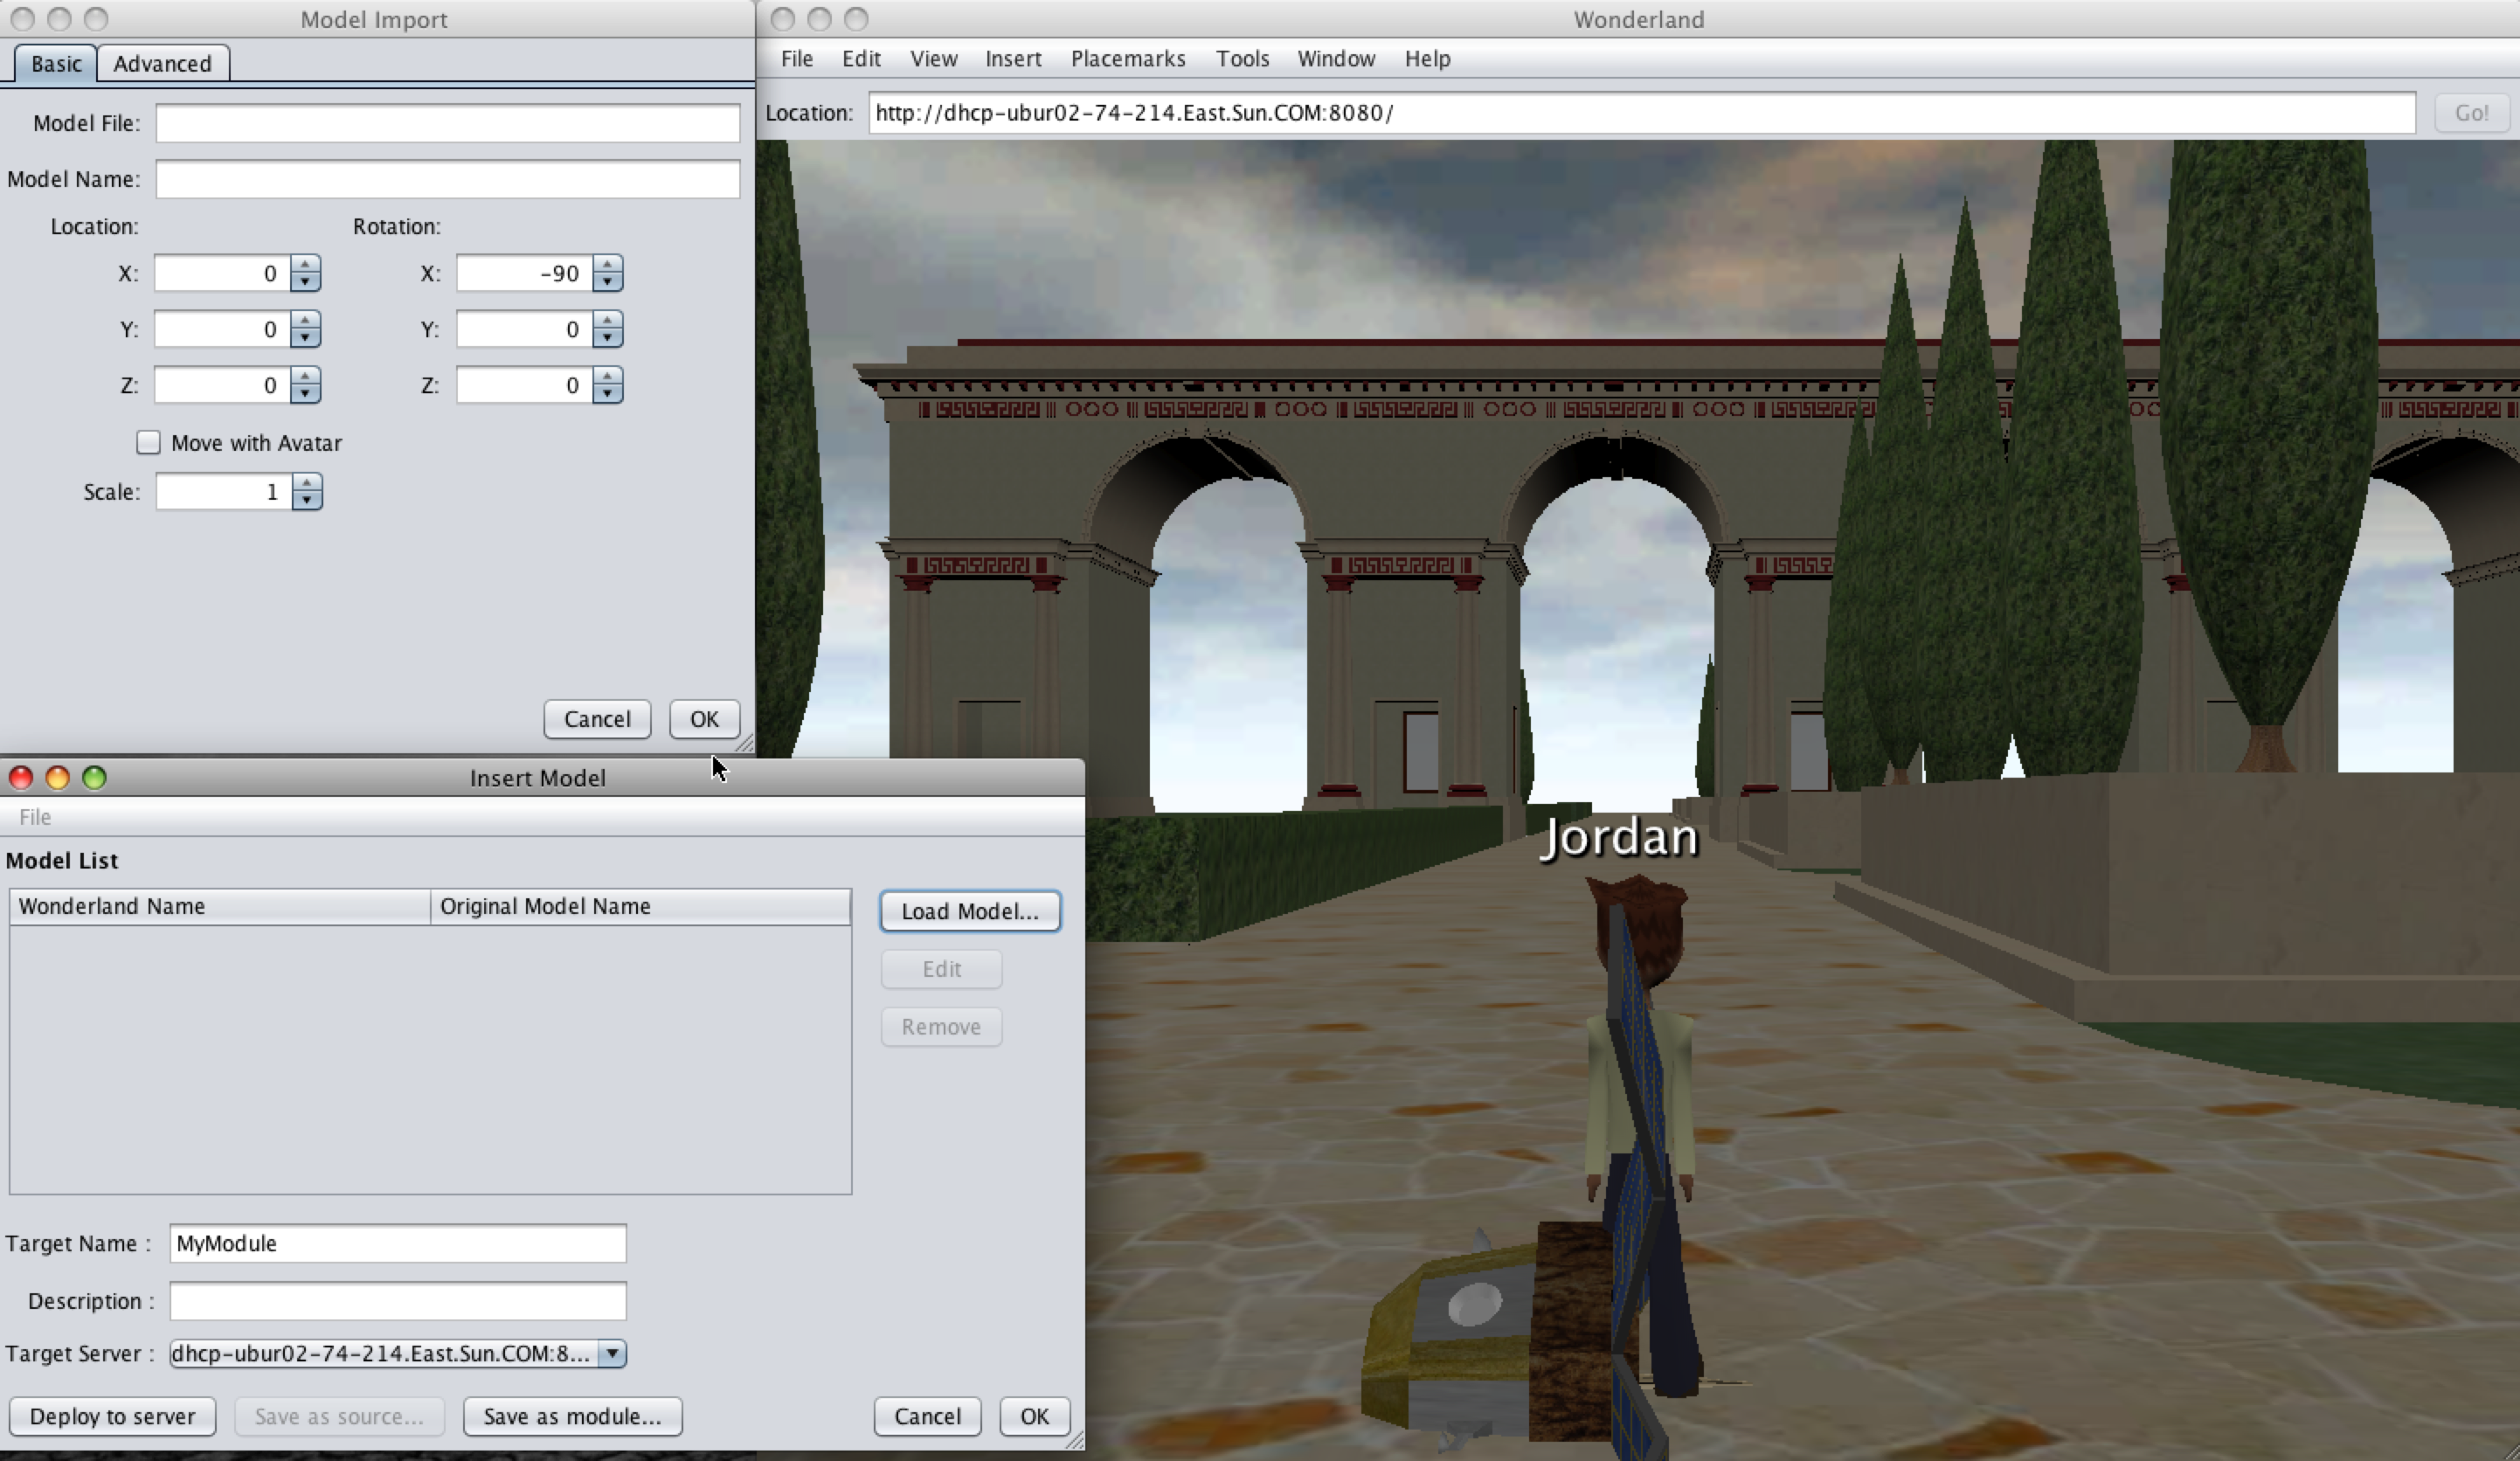 Model Import
Basic
Advanced
Model File:
Model Name:
Location:
Rotation:
X: 0
X: -90
Y: 0
Y: 0
Z: 0
Z: 0
Move with Avatar
Scale: 1
Cancel
OK
Wonderland
File Edit View Insert Placemarks Tools Window Help
Location: http://dhcp-ubur02-74-214.East.Sun.COM:8080/ Go!
Jordan
Insert Model
File
Model List
Wonderland Name
Original Model Name
Load Model...
Edit
Remove
Target Name : MyModule
Description :
Target Server : dhcp-ubur02-74-214.East.Sun.COM:8...
Deploy to server
Save as source...
Save as module...
Cancel
OK